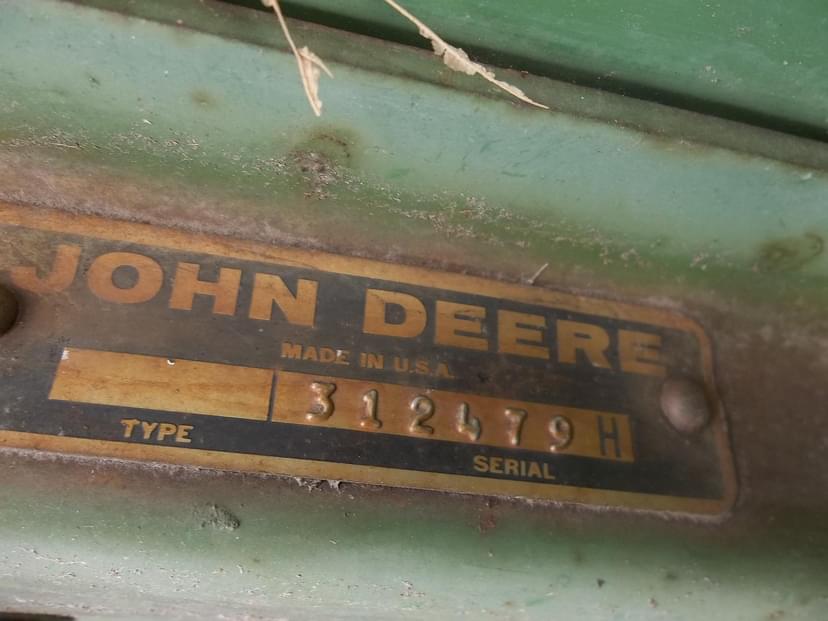 JOHN DEERE
MADE IN U.S.A.
312479H
TYPE
SERIAL